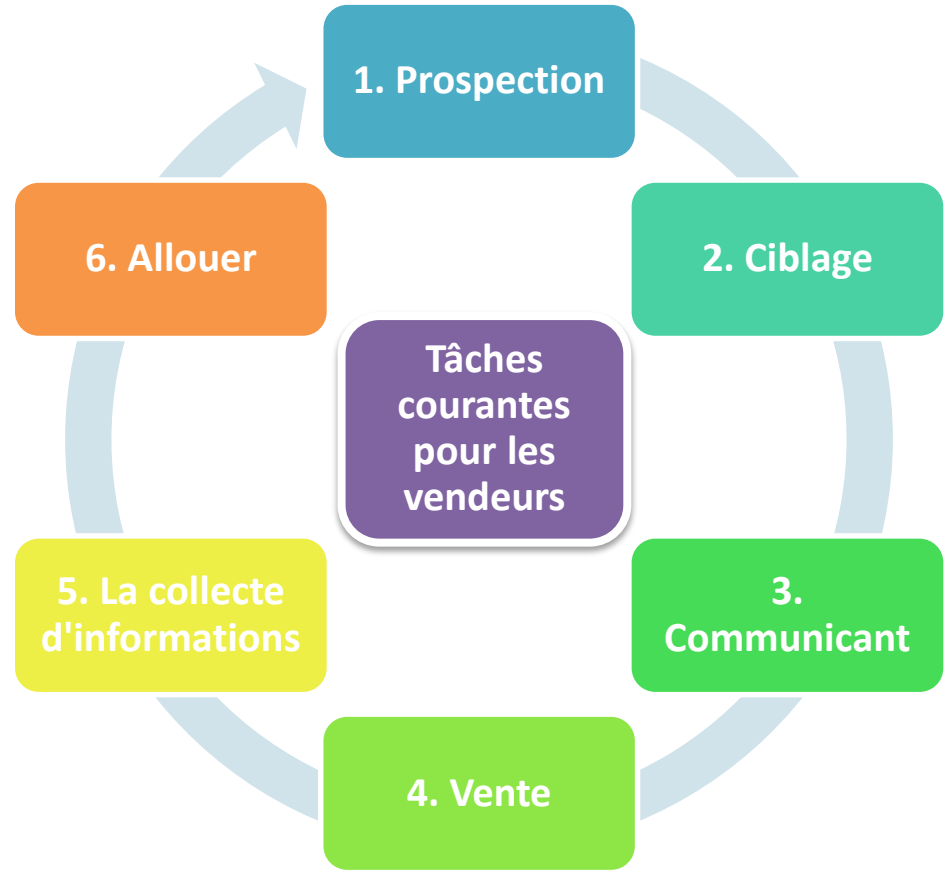 1. Prospection
2. Ciblage
3.
Communicant
4. Vente
5. La collecte
d'informations
6. Allouer
Tâches
courantes
pour les
vendeurs